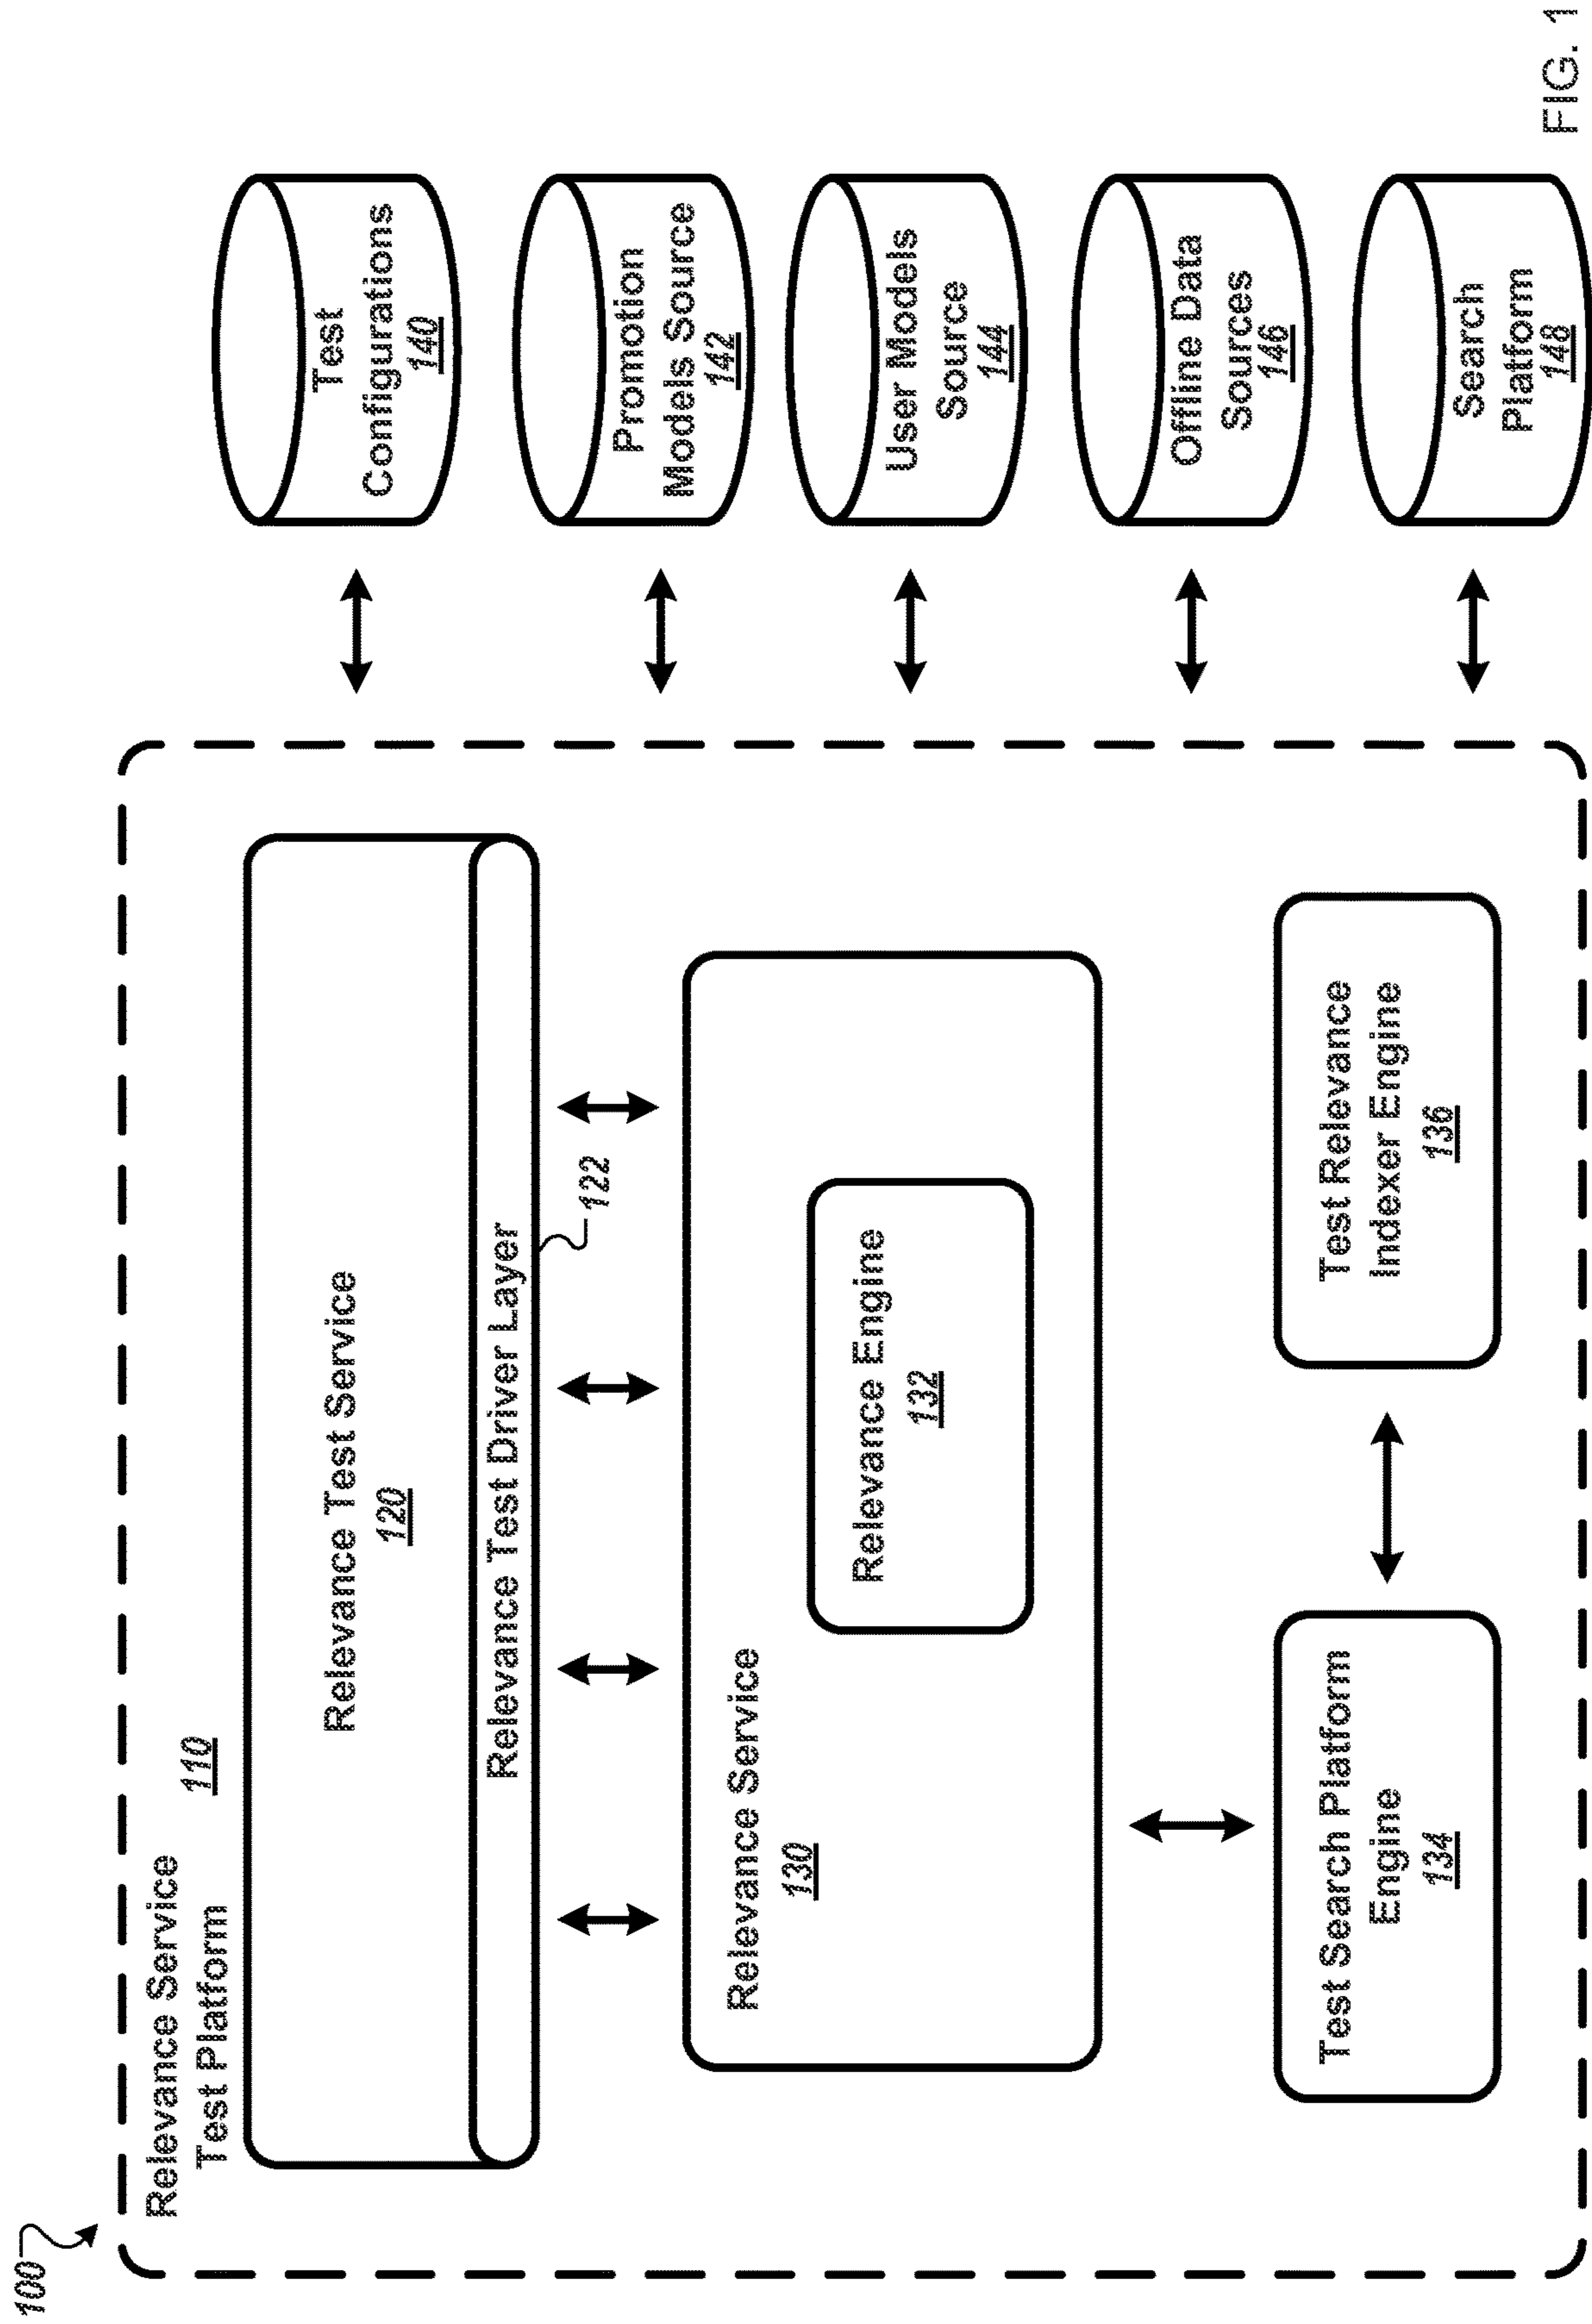 100
Relevance Service
Test Platform
110
Relevance Test Service
120
Relevance Test Driver Layer
122
Relevance Service
130
Relevance Engine
132
Test Search Platform
Engine
134
Test Relevance
Indexer Engine
136
Test
Configurations
140
Promotion
Models Source
142
User Models
Source
144
Offline Data
Sources
146
Search
Platform
148
FIG. 1